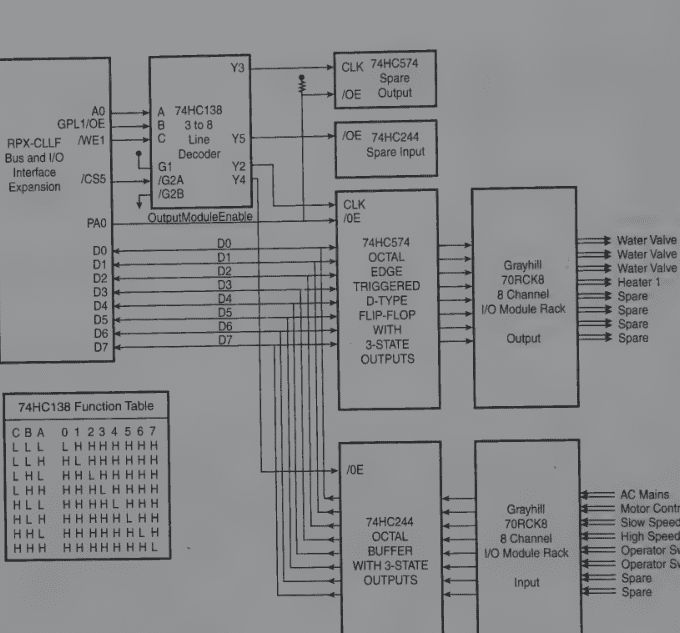 RPX-CLLF
Bus and I/O
Interface
Expansion
A0
GPL1/OE
/WE1
/CS5
PA0
D0
D1
D2
D3
D4
D5
D6
D7
A
B
C
G1
/G2A
/G2B
74HC138
3 to 8
Line
Decoder
Y3
Y5
Y2
Y4
OutputModuleEnable
D0
D1
D2
D3
D4
D5
D6
D7
CLK 74HC574
Spare
/OE Output
/OE 74HC244
Spare Input
CLK
/0E
74HC574
OCTAL
EDGE
TRIGGERED
D-TYPE
FLIP-FLOP
WITH
3-STATE
OUTPUTS
Grayhill
70RCK8
8 Channel
I/O Module Rack
Output
Water Valve
Water Valve
Water Valve
Heater 1
Spare
Spare
Spare
Spare
/0E
74HC244
OCTAL
BUFFER
WITH 3-STATE
OUTPUTS
Grayhill
70RCK8
8 Channel
I/O Module Rack
Input
AC Mains
Motor Contr
Slow Speed
High Speed
Operator Sw
Operator Sw
Spare
Spare
74HC138 Function Table
C B A 0 1 2 3 4 5 6 7
L L L L H H H H H H H
L L H H L H H H H H H
L H L H H L H H H H H
L H H H H H L H H H H
H L L H H H H L H H H
H L H H H H H H L H H
H H L H H H H H H L H
H H H H H H H H H H L